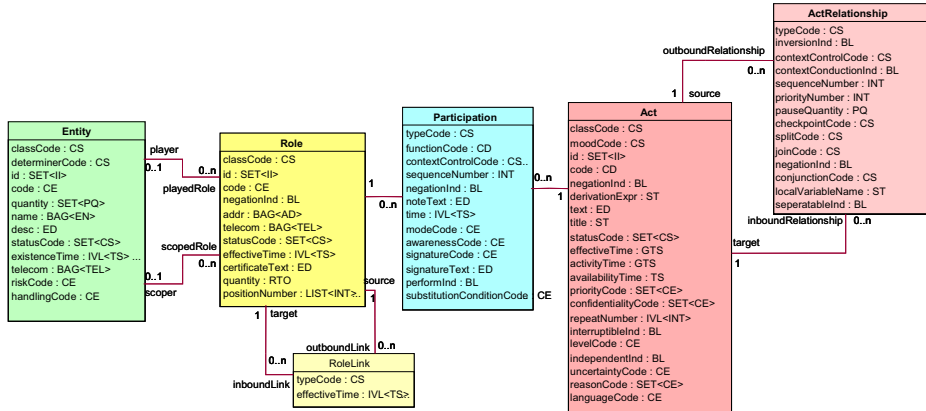 ActRelationship
typeCode : CS
inversionInd : BL
contextControlCode : CS
contextConductionInd : BL
sequenceNumber : INT
priorityNumber : INT
pauseQuantity : PQ
checkpointCode : CS
splitCode : CS
joinCode : CS
negationInd : BL
conjunctionCode : CS
localVariableName : ST
seperatableInd : BL
outboundRelationship
0..n
1
source
inboundRelationship
0..n
target
1
Entity
classCode : CS
determinerCode : CS
id : SET<II>
code : CE
quantity : SET<PQ>
name : BAG<EN>
desc : ED
statusCode : SET<CS>
existenceTime : IVL<TS> ...
telecom : BAG<TEL>
riskCode : CE
handlingCode : CE
player
0..1
0..n
playedRole
scopedRole
0..n
0..1
scoper
Role
classCode : CS
id : SET<II>
code : CE
negationInd : BL
addr : BAG<AD>
telecom : BAG<TEL>
statusCode : SET<CS>
effectiveTime : IVL<TS>
certificateText : ED
quantity : RTO
positionNumber : LIST<INT>..
1
0..n
source
1
target
1
outboundLink
0..n
0..n
inboundLink
RoleLink
typeCode : CS
effectiveTime : IVL<TS>..
Participation
typeCode : CS
functionCode : CD
contextControlCode : CS..
sequenceNumber : INT
negationInd : BL
noteText : ED
time : IVL<TS>
modeCode : CE
awarenessCode : CE
signatureCode : CE
signatureText : ED
performInd : BL
substitutionConditionCode : CE
0..n
1
Act
classCode : CS
moodCode : CS
id : SET<II>
code : CD
negationInd : BL
derivationExpr : ST
text : ED
title : ST
statusCode : SET<CS>
effectiveTime : GTS
activityTime : GTS
availabilityTime : TS
priorityCode : SET<CE>
confidentialityCode : SET<CE>
repeatNumber : IVL<INT>
interruptibleInd : BL
levelCode : CE
independentInd : BL
uncertaintyCode : CE
reasonCode : SET<CE>
languageCode : CE